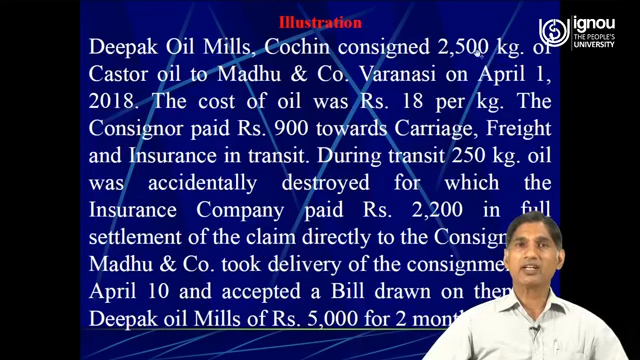 Illustration
ignou
THE PEOPLE'S
UNIVERSITY
Deepak Oil Mills, Cochin consigned 2,500 kg. of
Castor oil to Madhu & Co. Varanasi on April 1,
2018. The cost of oil was Rs. 18 per kg. The
Consignor paid Rs. 900 towards Carriage, Freight
and Insurance in transit. During transit 250 kg. oil
was accidentally destroyed for which the
Insurance Company paid Rs. 2,200 in full
settlement of the claim directly to the
Madhu & Co. took delivery of the
April 10 and accepted a Bill drawn on
Deepak oil Mills of Rs. 5,000 for 2